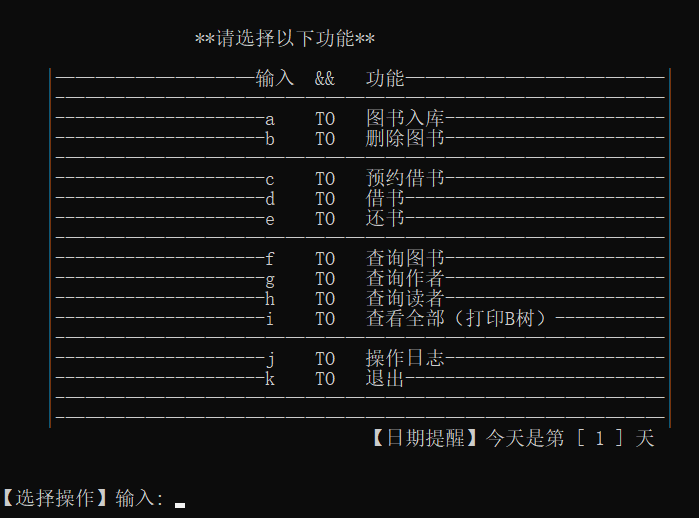 **请选择以下功能**
输入 && 功能
a TO 图书入库
b TO 删除图书
c TO 预约借书
d TO 借书
e TO 还书
f TO 查询图书
g TO 查询作者
h TO 查询读者
i TO 查看全部（打印B树）
j TO 操作日志
k TO 退出
【日期提醒】今天是第 [ 1 ] 天
【选择操作】输入: